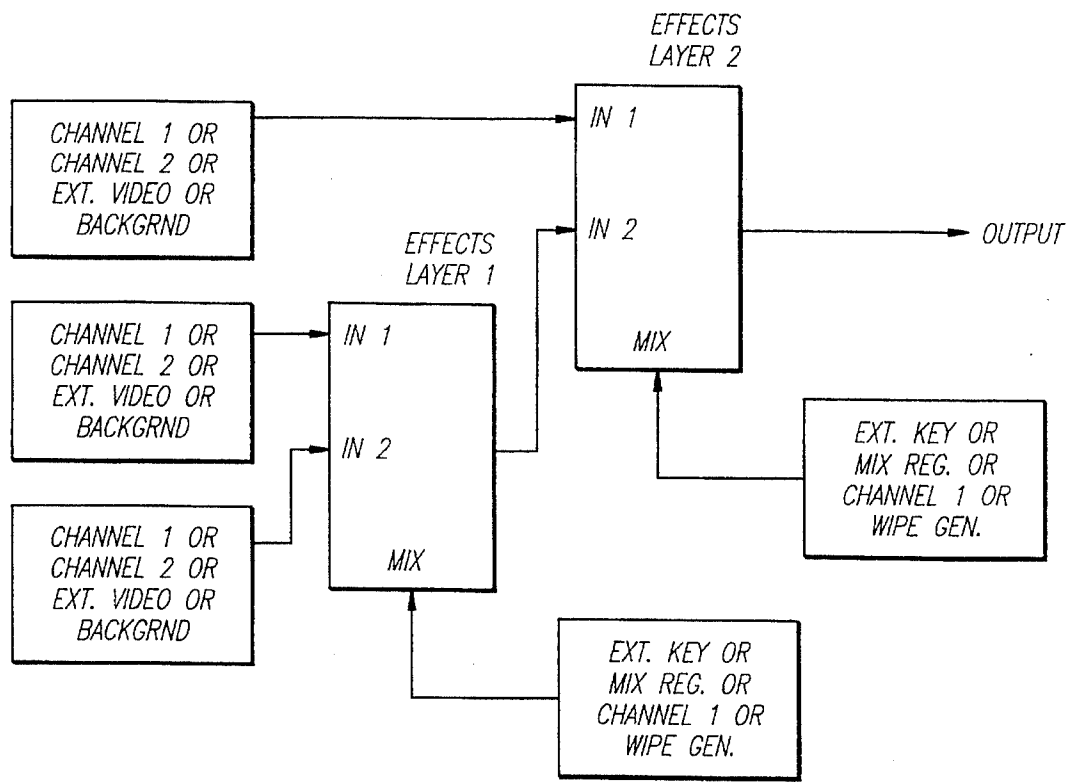 EFFECTS
LAYER 2
CHANNEL 1 OR
CHANNEL 2 OR
EXT. VIDEO OR
BACKGRND
IN 1
IN 2
OUTPUT
MIX
EFFECTS
LAYER 1
CHANNEL 1 OR
CHANNEL 2 OR
EXT. VIDEO OR
BACKGRND
IN 1
IN 2
MIX
EXT. KEY OR
MIX REG. OR
CHANNEL 1 OR
WIPE GEN.
CHANNEL 1 OR
CHANNEL 2 OR
EXT. VIDEO OR
BACKGRND
EXT. KEY OR
MIX REG. OR
CHANNEL 1 OR
WIPE GEN.